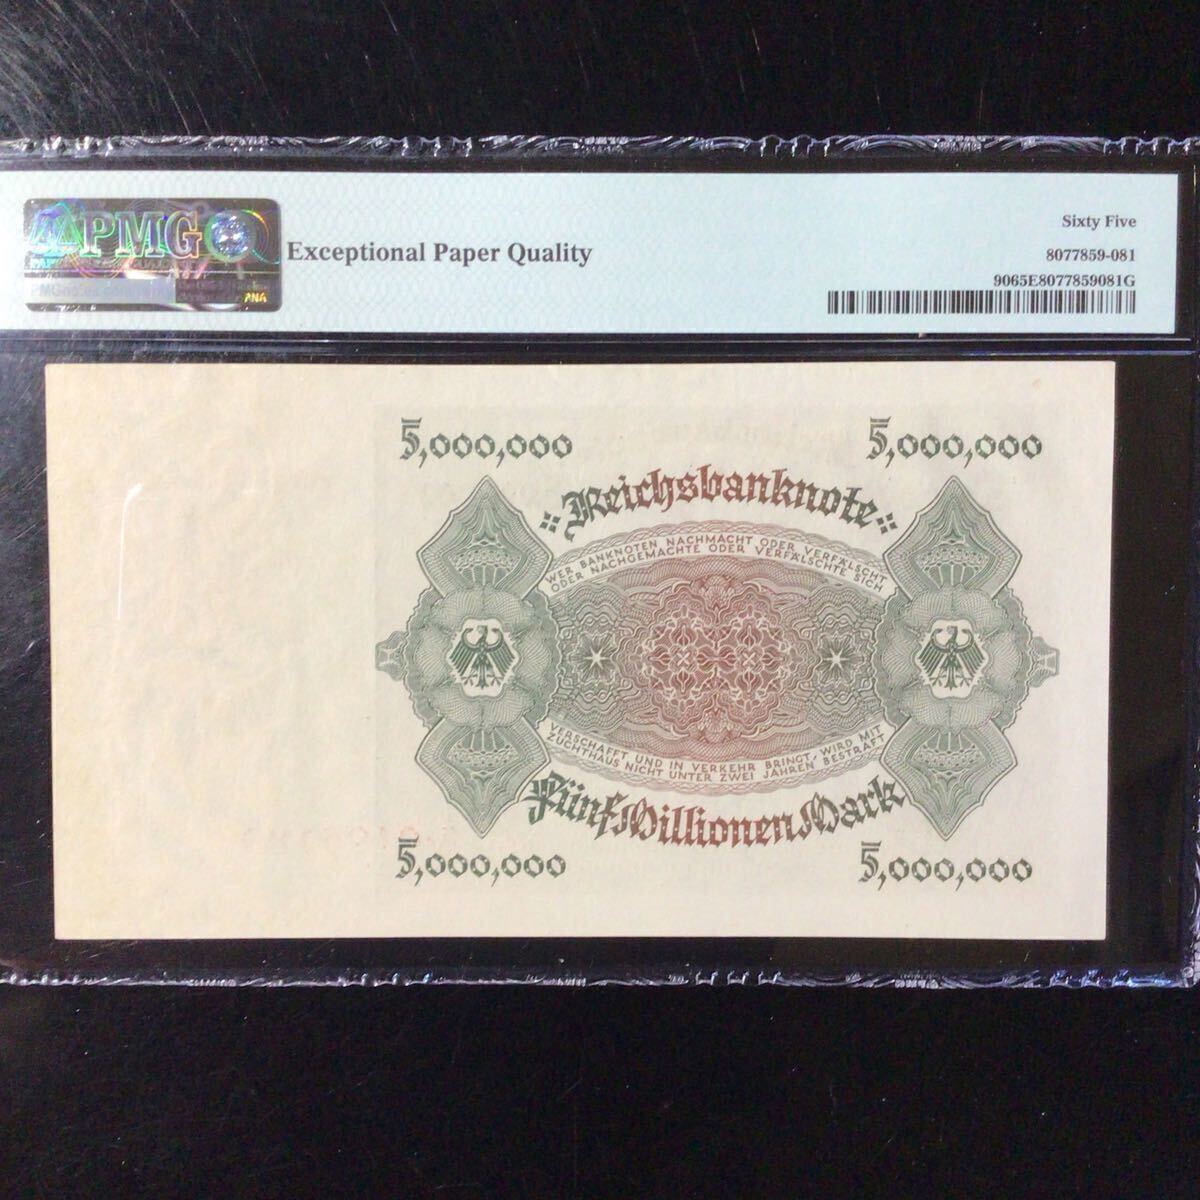 PMG
Exceptional Paper Quality
Sixty Five
8077859-081
9065E8077859081G
PNG
5,000,000
5,000,000
Reichsbanknote
WER BANKNOTEN NACHMACHT ODER VERFÄLSCHT
ODER NACHGEMACHTE ODER VERFÄLSCHTE SICH
VERSCHAFFT UND IN VERKEHR BRINGT, WIRD MIT
ZUCHTHAUS NICHT UNTER ZWEI JAHREN BESTRAFT
Fünf Millionen Mark
5,000,000
5,000,000